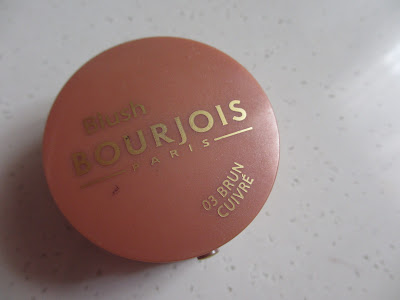 Blush
BOURJOIS
PARIS
03 BRUN
CUIVRÉ